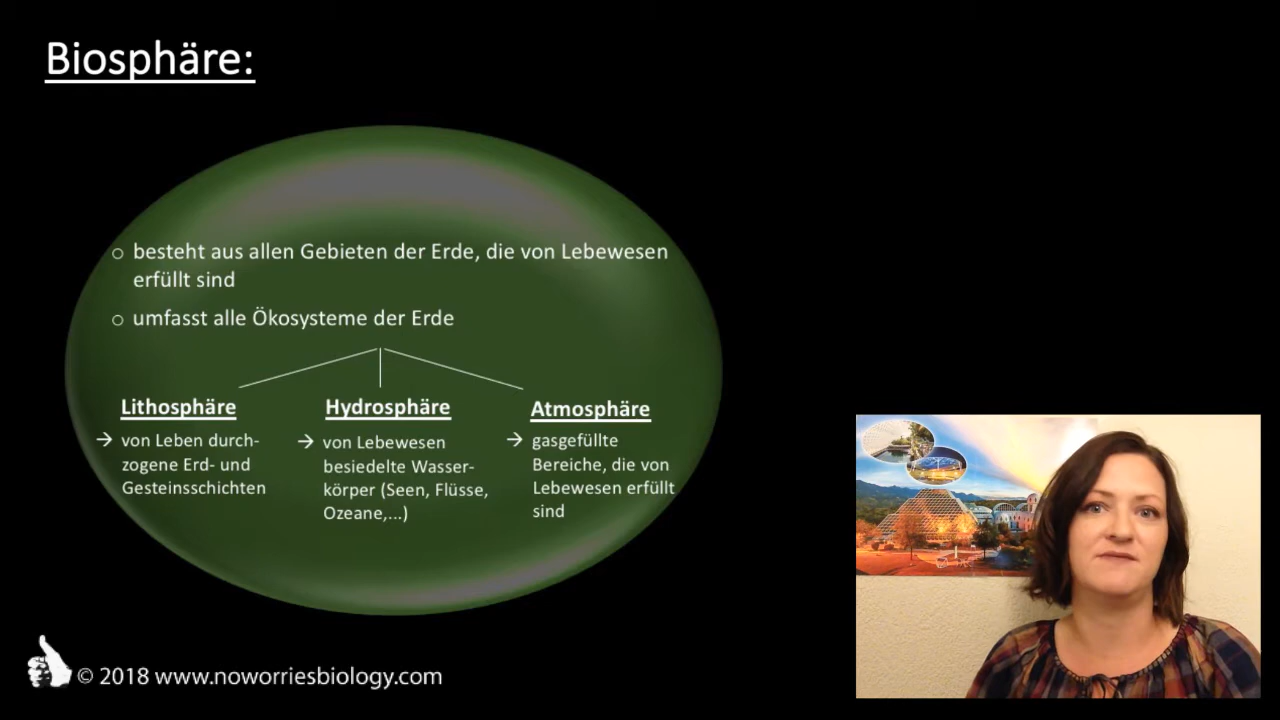 Biosphäre:
○ besteht aus allen Gebieten der Erde, die von Lebewesen
erfüllt sind
○ umfasst alle Ökosysteme der Erde
Lithosphäre
→ von Leben durch-
zogene Erd- und
Gesteinsschichten
Hydrosphäre
→ von Lebewesen
besiedelte Wasser-
körper (Seen, Flüsse,
Ozeane,...)
Atmosphäre
→ gasgefüllte
Bereiche, die von
Lebewesen erfüllt
sind
© 2018 www.noworriesbiology.com